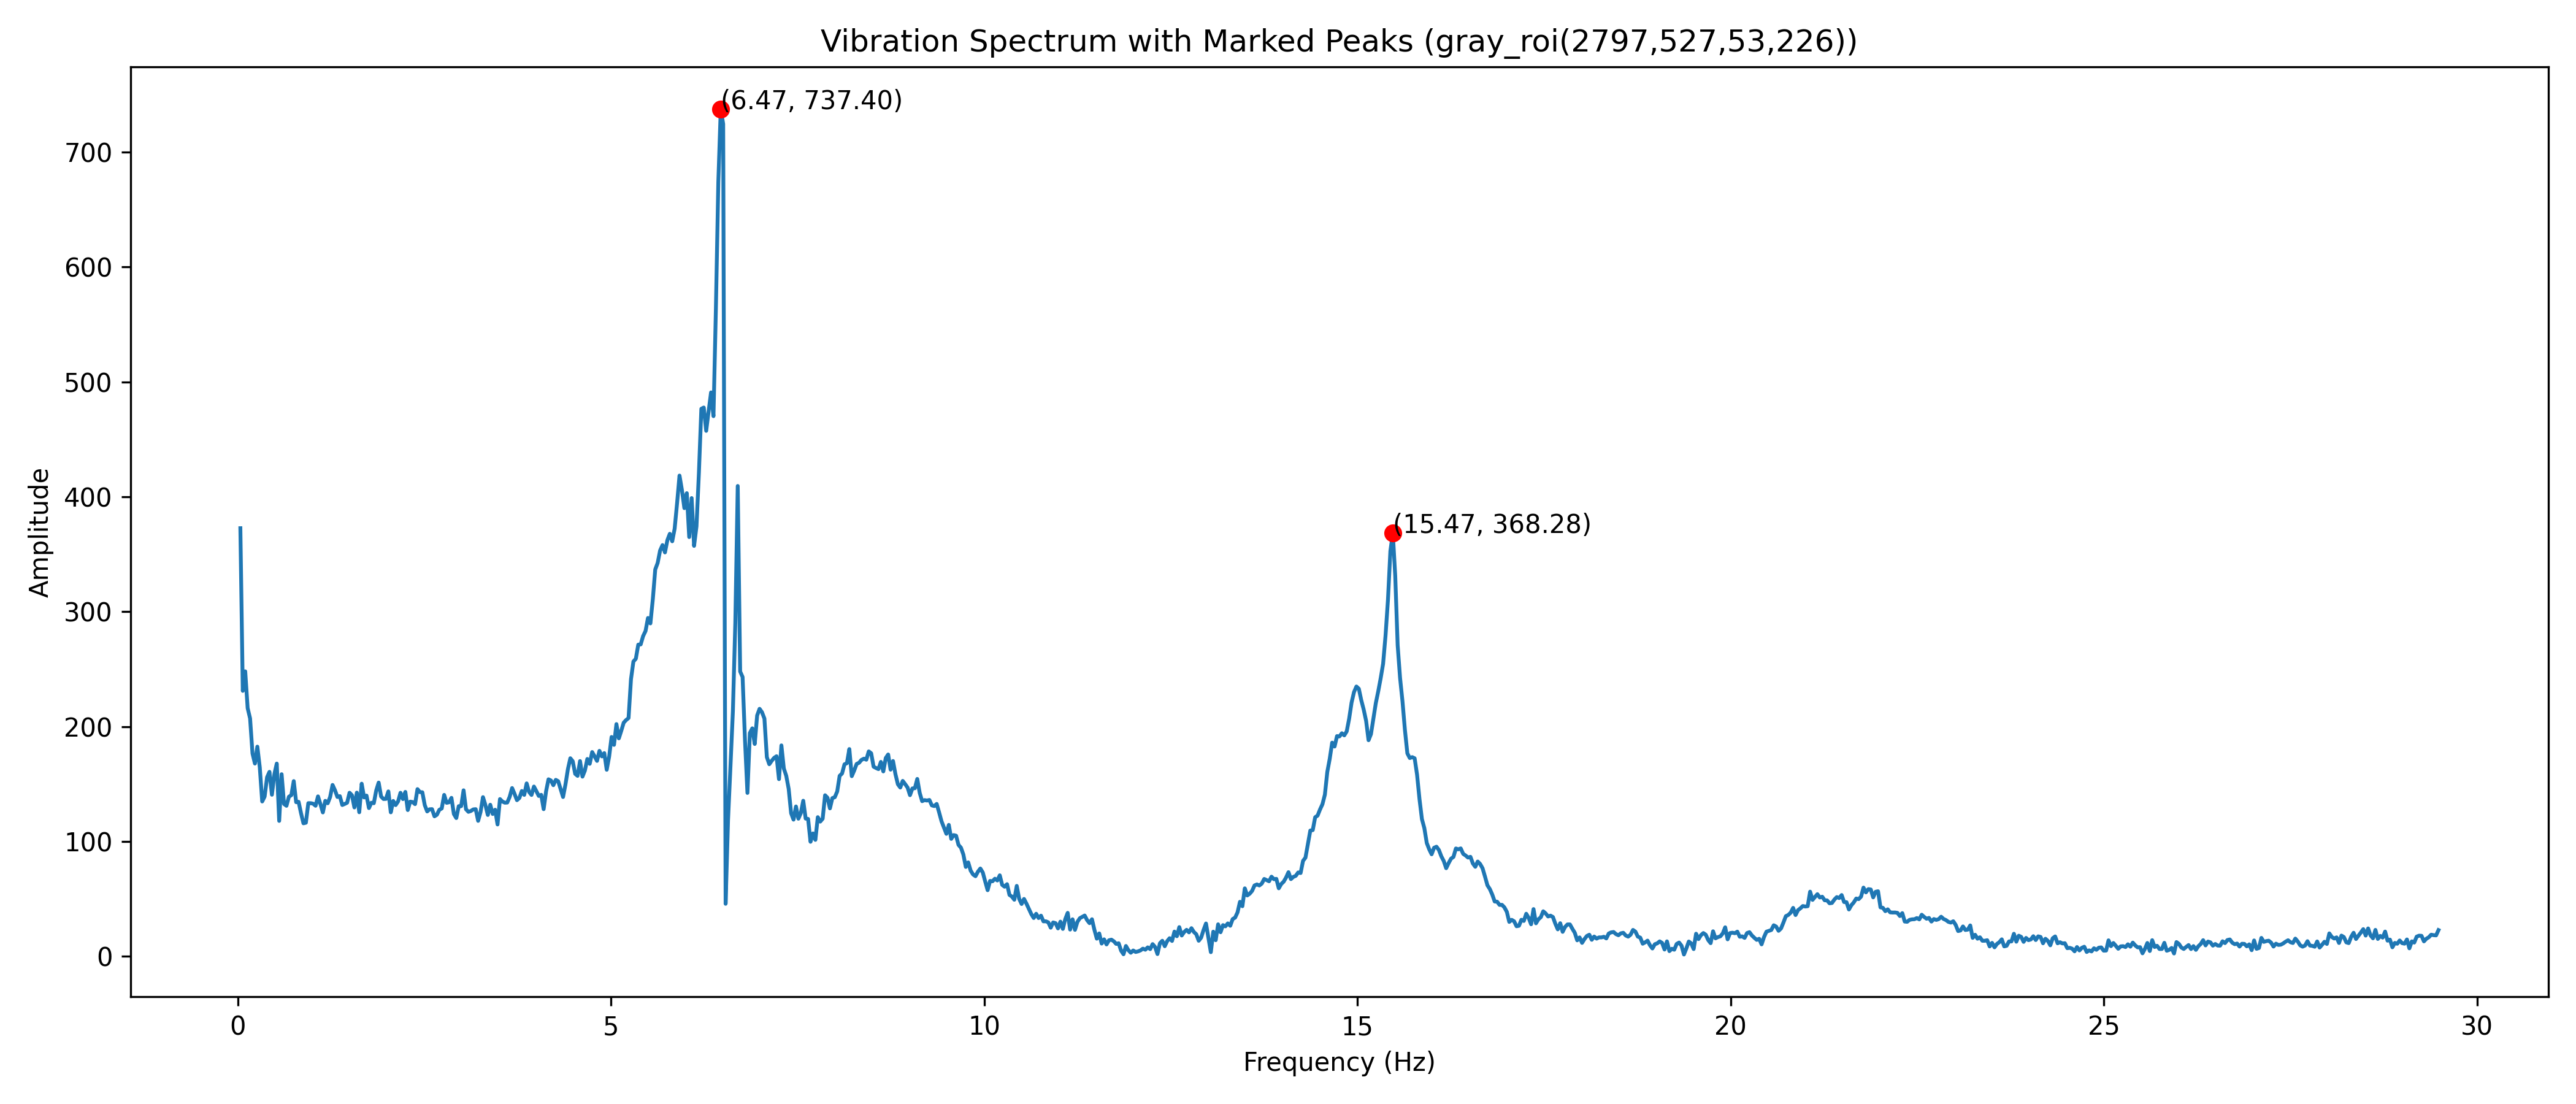 Vibration Spectrum with Marked Peaks (gray_roi(2797,527,53,226))
(6.47, 737.40)
(15.47, 368.28)
Amplitude
700
600
500
400
300
200
100
0
0 5 10 15 20 25 30
Frequency (Hz)